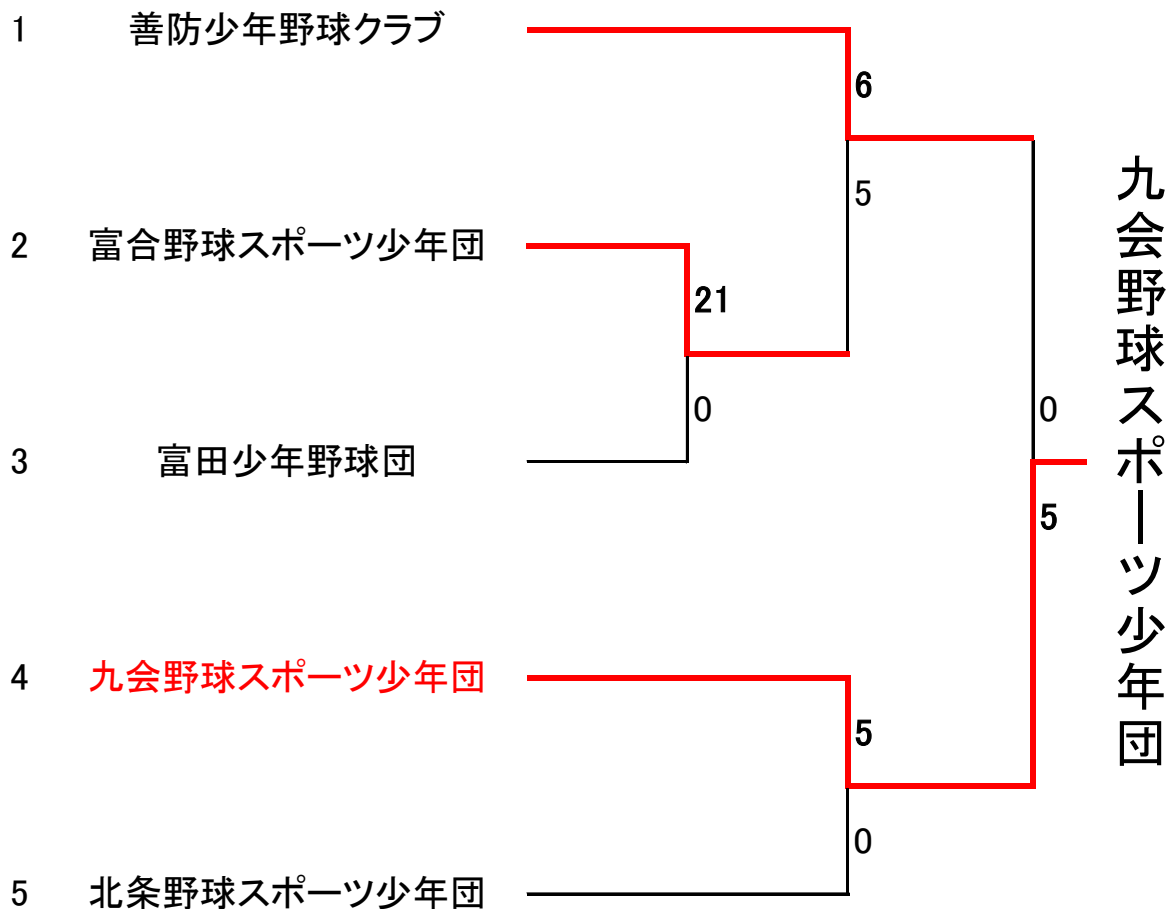 1 善防少年野球クラブ
6
5
2 富合野球スポーツ少年団
21
0
3 富田少年野球団
0
5
九会野球スポーツ少年団
4 九会野球スポーツ少年団
5
0
5 北条野球スポーツ少年団